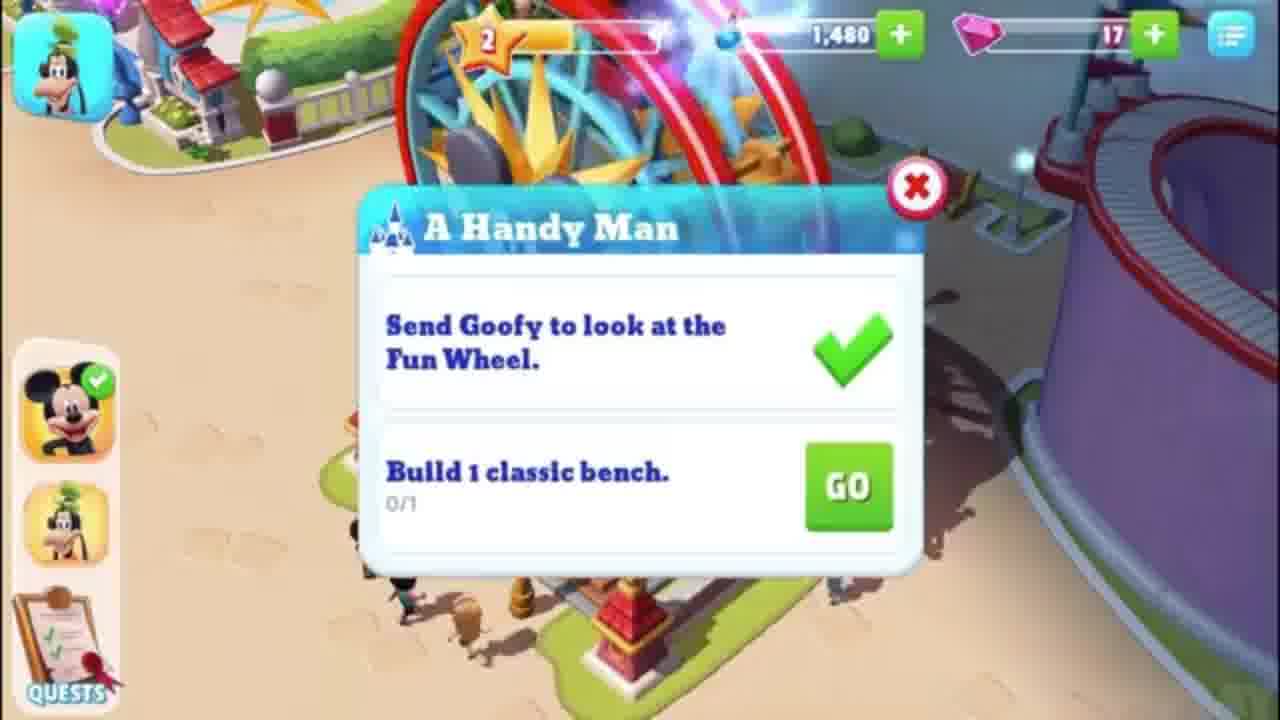 2
1,480
17
A Handy Man
Send Goofy to look at the
Fun Wheel.
Build 1 classic bench.
0/1
GO
QUESTS